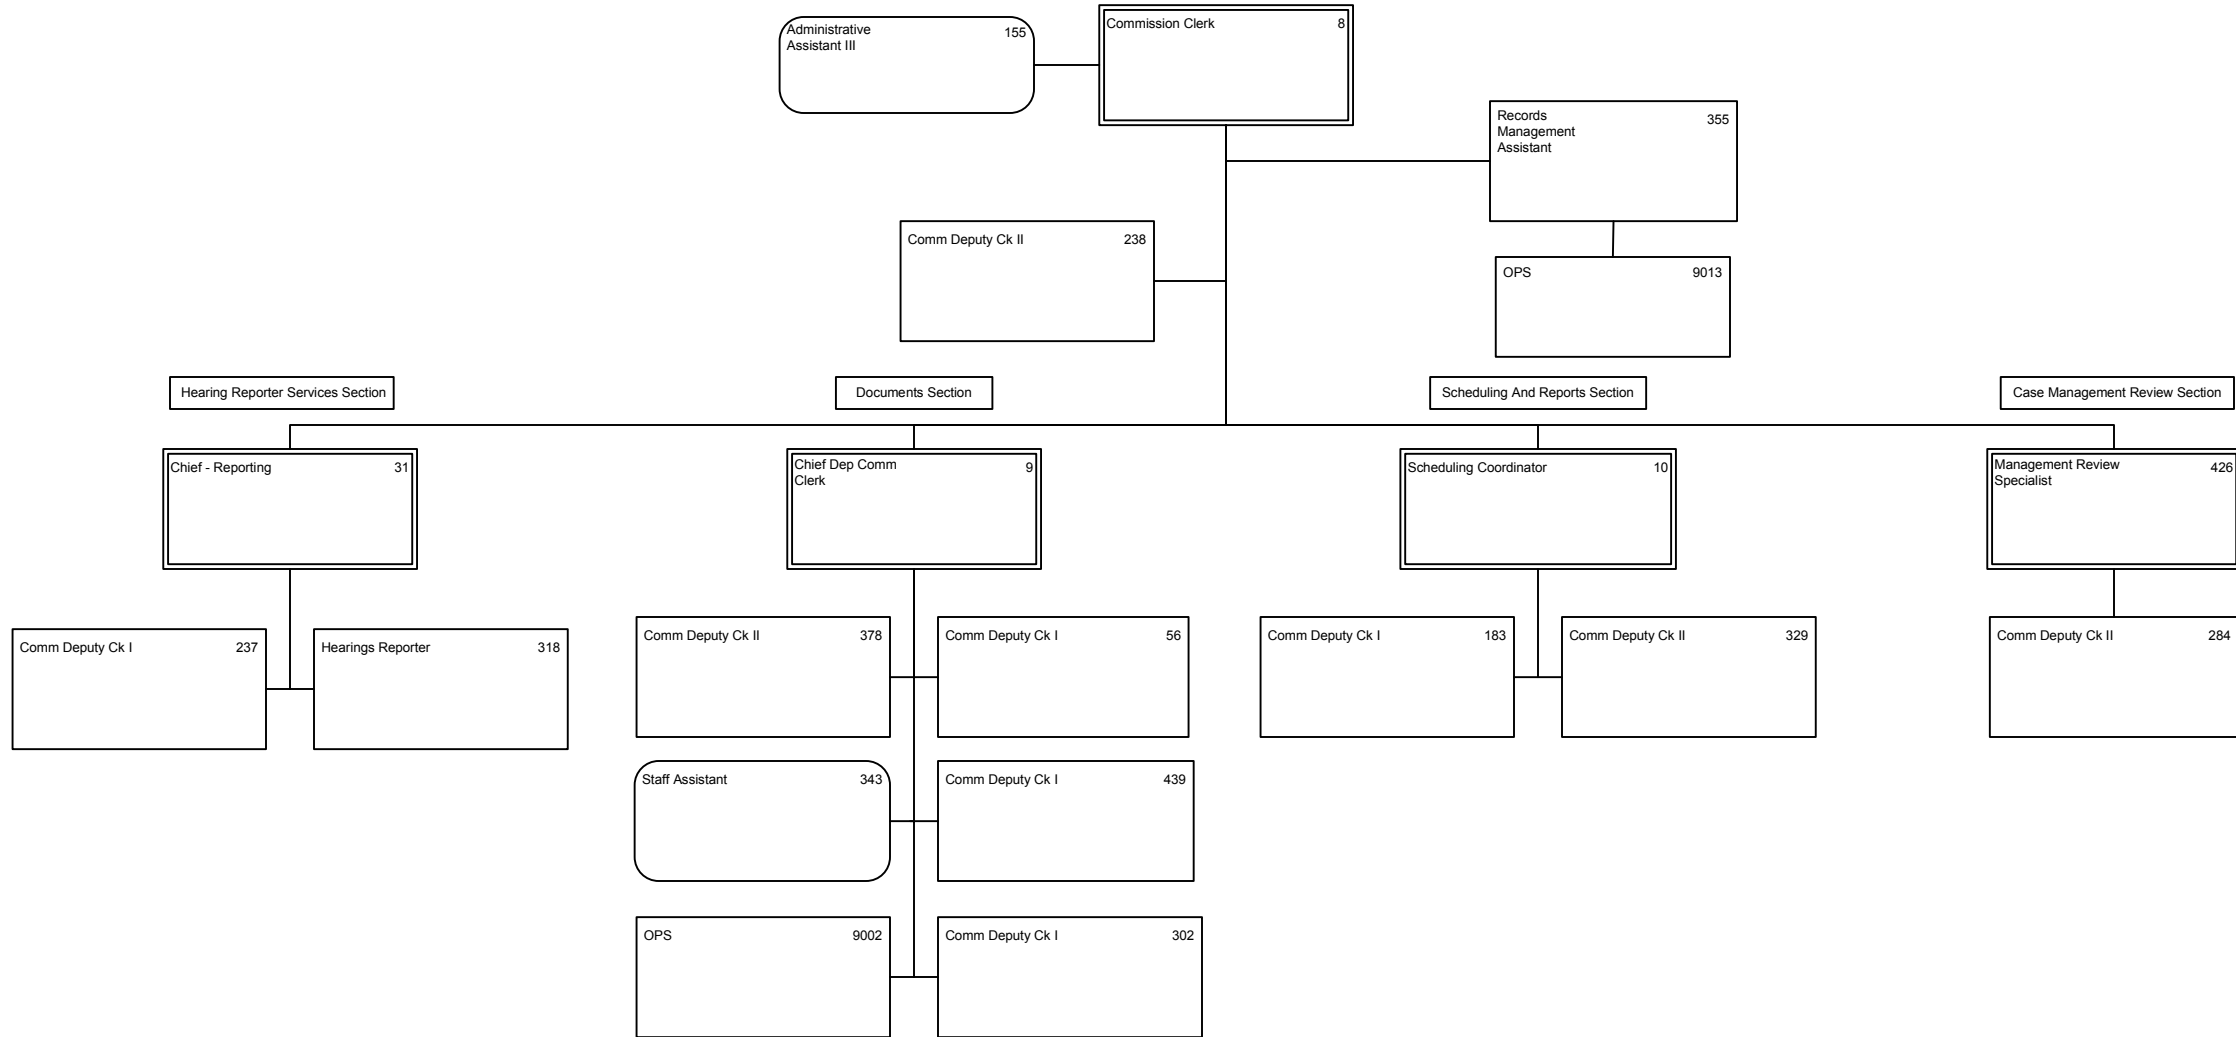 Administrative 155
Assistant III
Commission Clerk 8
Records 355
Management
Assistant
Comm Deputy Ck II 238
OPS 9013
Hearing Reporter Services Section
Documents Section
Scheduling And Reports Section
Case Management Review Section
Chief - Reporting 31
Chief Dep Comm 9
Clerk
Scheduling Coordinator 10
Management Review 426
Specialist
Comm Deputy Ck I 237
Hearings Reporter 318
Comm Deputy Ck II 378
Comm Deputy Ck I 56
Comm Deputy Ck I 183
Comm Deputy Ck II 329
Comm Deputy Ck II 284
Staff Assistant 343
Comm Deputy Ck I 439
OPS 9002
Comm Deputy Ck I 302